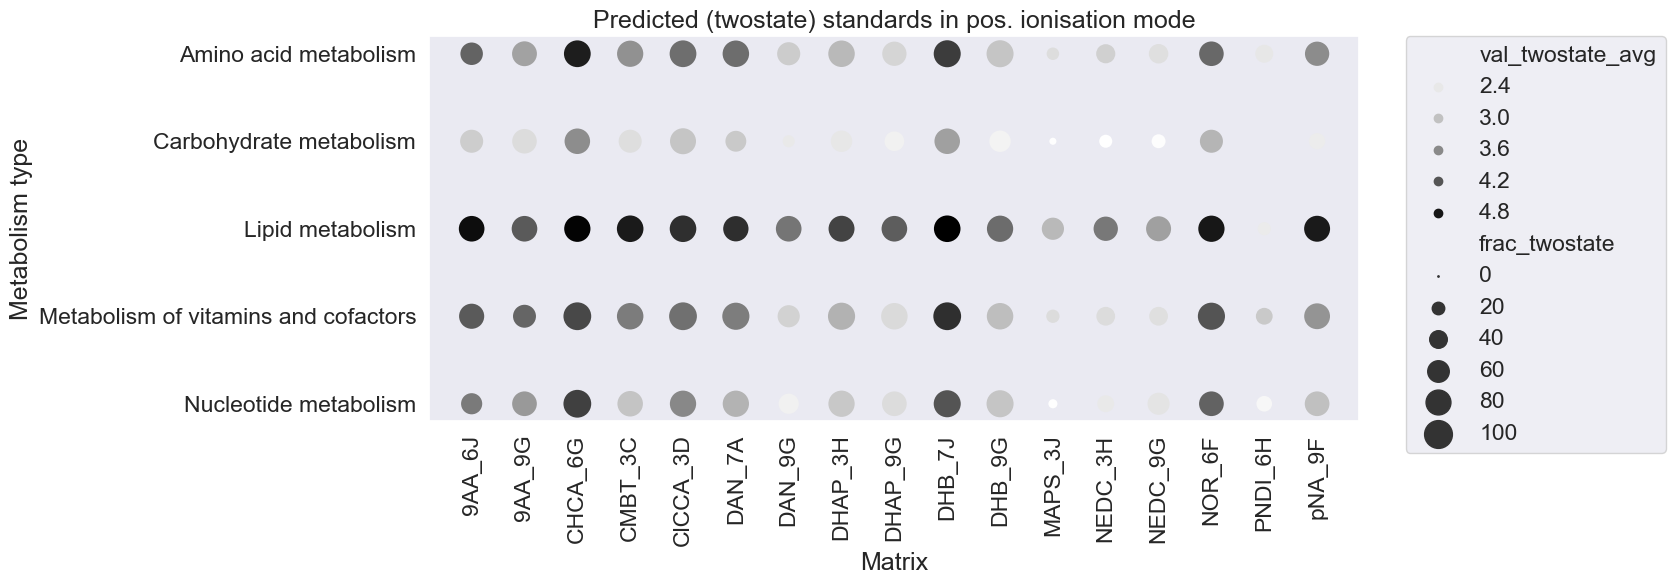 Predicted (twostate) standards in pos. ionisation mode
Metabolism type
Amino acid metabolism
Carbohydrate metabolism
Lipid metabolism
Metabolism of vitamins and cofactors
Nucleotide metabolism
9AA_6J
9AA_9G
CHCA_6G
CMBT_3C
ClCCA_3D
DAN_7A
DAN_9G
DHAP_3H
DHAP_9G
DHB_7J
DHB_9G
MAPS_3J
NEDC_3H
NEDC_9G
NOR_6F
PNDI_6H
pNA_9F
Matrix
val_twostate_avg
2.4
3.0
3.6
4.2
4.8
frac_twostate
0
20
40
60
80
100